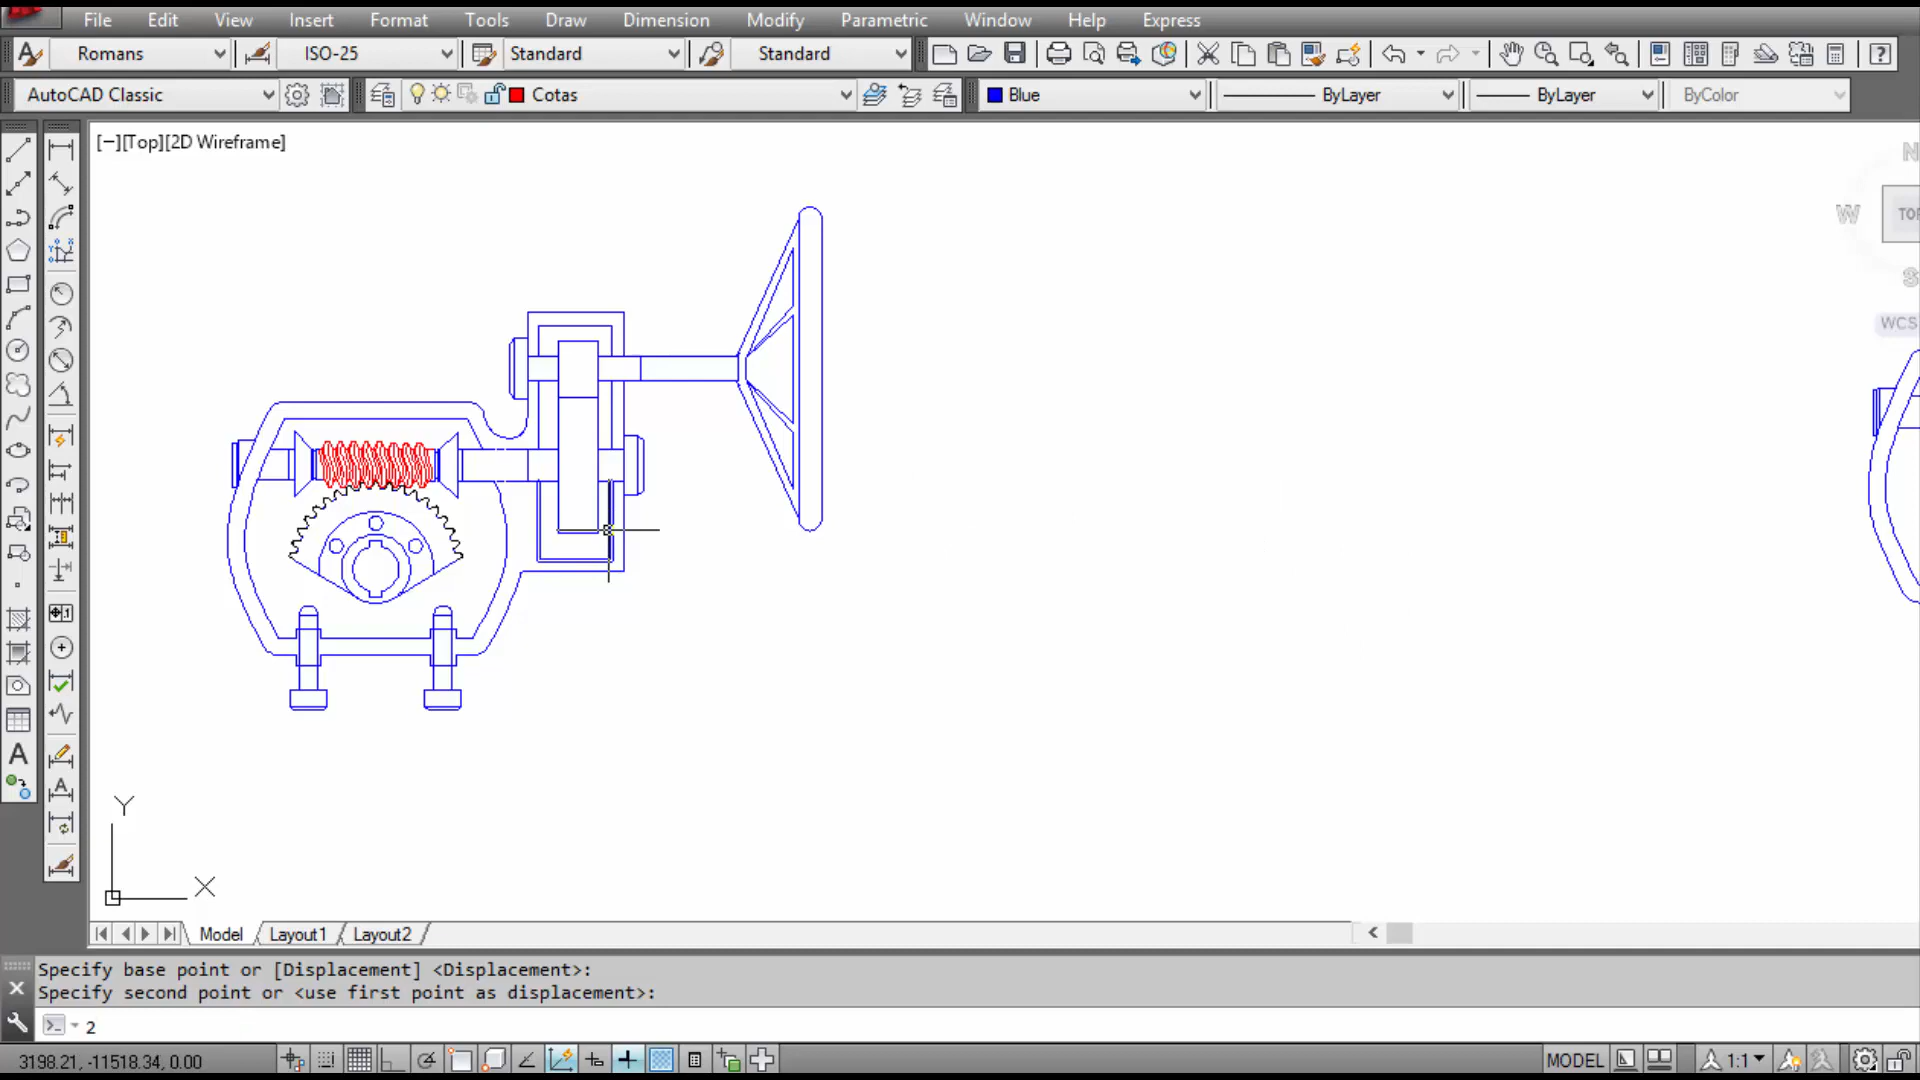 File Edit View Insert Format Tools Draw Dimension Modify Parametric Window Help Express
Romans ISO-25 Standard Standard
AutoCAD Classic Cotas Blue ByLayer ByLayer ByColor
[−][Top][2D Wireframe]
N
W TOP
S
WCS
Y
X
Model Layout1 Layout2
Specify base point or [Displacement] <Displacement>:
Specify second point or <use first point as displacement>:
2
3198.21, -11518.34, 0.00 MODEL 1:1